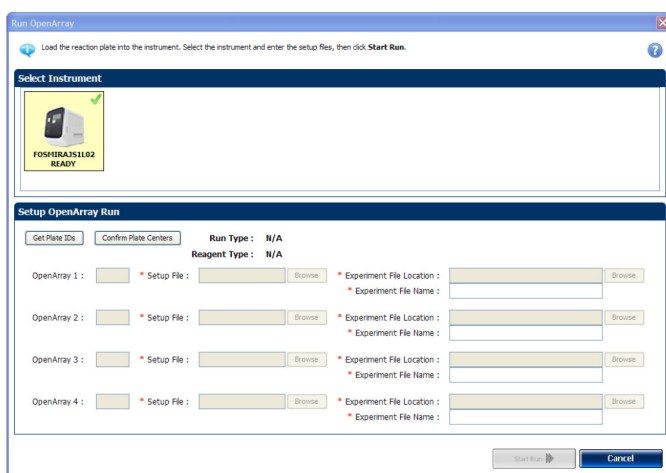 Run OpenArray
Load the reaction plate into the instrument. Select the instrument and enter the setup files, then click Start Run.
?
Select Instrument
FOSMIRAJS1L02
READY
Setup OpenArray Run
Get Plate IDs Confirm Plate Centers Run Type : N/A
Reagent Type : N/A
OpenArray 1 : * Setup File : Browse * Experiment File Location : Browse
* Experiment File Name :
OpenArray 2 : * Setup File : Browse * Experiment File Location : Browse
* Experiment File Name :
OpenArray 3 : * Setup File : Browse * Experiment File Location : Browse
* Experiment File Name :
OpenArray 4 : * Setup File : Browse * Experiment File Location : Browse
* Experiment File Name :
Start Run Cancel